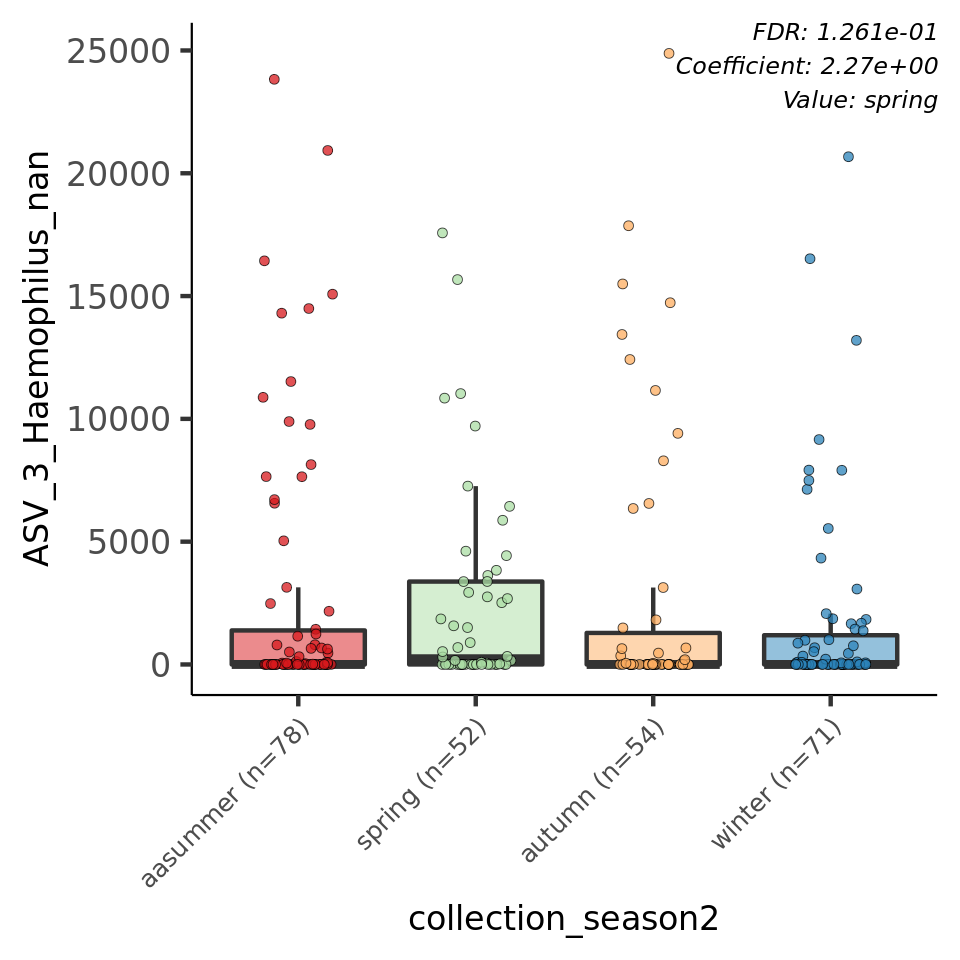 FDR: 1.261e-01
Coefficient: 2.27e+00
Value: spring
25000
20000
15000
10000
5000
0
ASV_3_Haemophilus_nan
aasummer (n=78)
spring (n=52)
autumn (n=54)
winter (n=71)
collection_season2